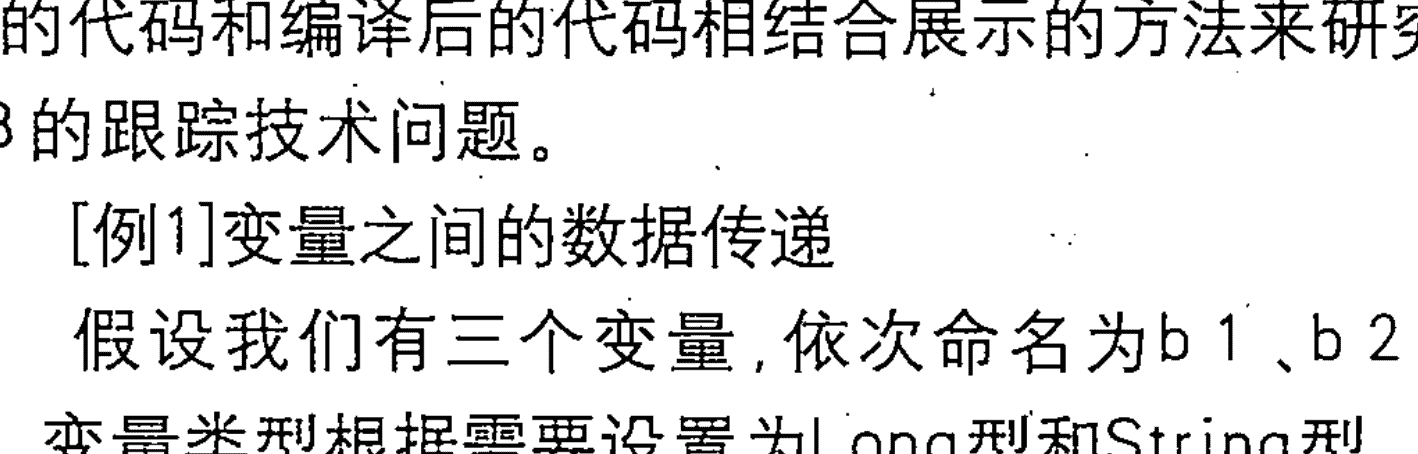 的代码和编译后的代码相结合展示的方法来研究
的跟踪技术问题。
[例1]变量之间的数据传递
假设我们有三个变量,依次命名为b1、b2
变量类型根据需要设置为Long型和String型